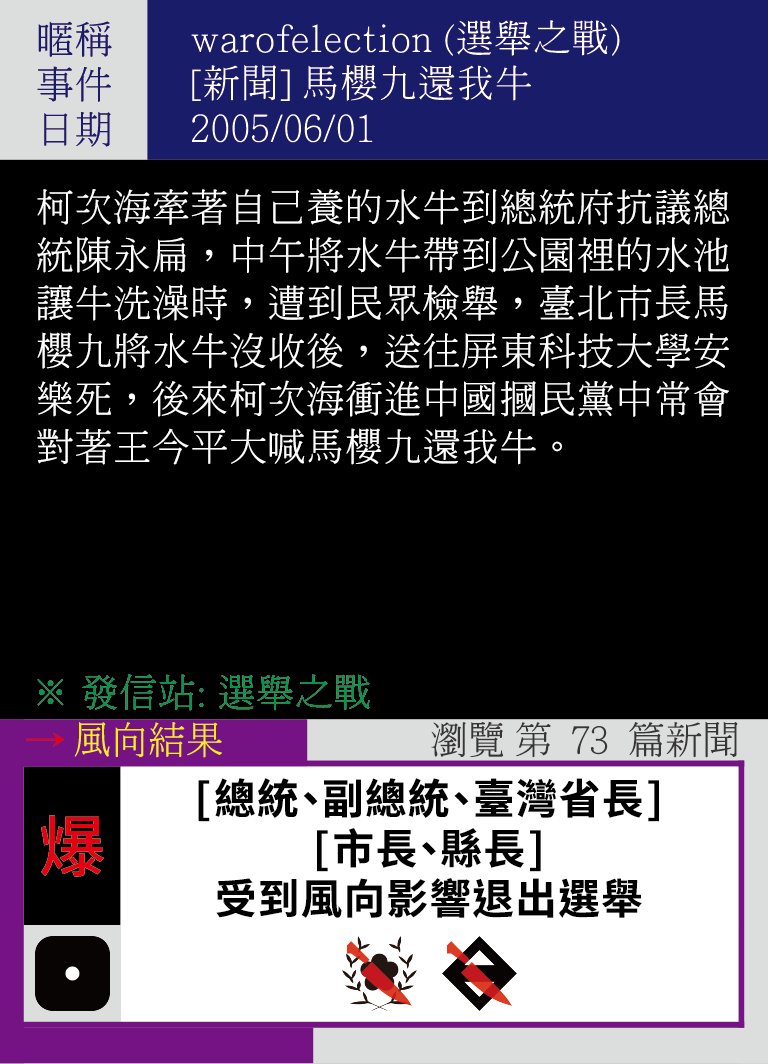 暱稱 warofelection (選舉之戰)
事件 [新聞] 馬櫻九還我牛
日期 2005/06/01
柯次海牽著自己養的水牛到總統府抗議總
統陳永扁，中午將水牛帶到公園裡的水池
讓牛洗澡時，遭到民眾檢舉，臺北市長馬
櫻九將水牛沒收後，送往屏東科技大學安
樂死，後來柯次海衝進中國摑民黨中常會
對著王今平大喊馬櫻九還我牛。
※ 發信站: 選舉之戰
→ 風向結果
瀏覽 第 73 篇新聞
爆
[總統、副總統、臺灣省長]
[市長、縣長]
受到風向影響退出選舉